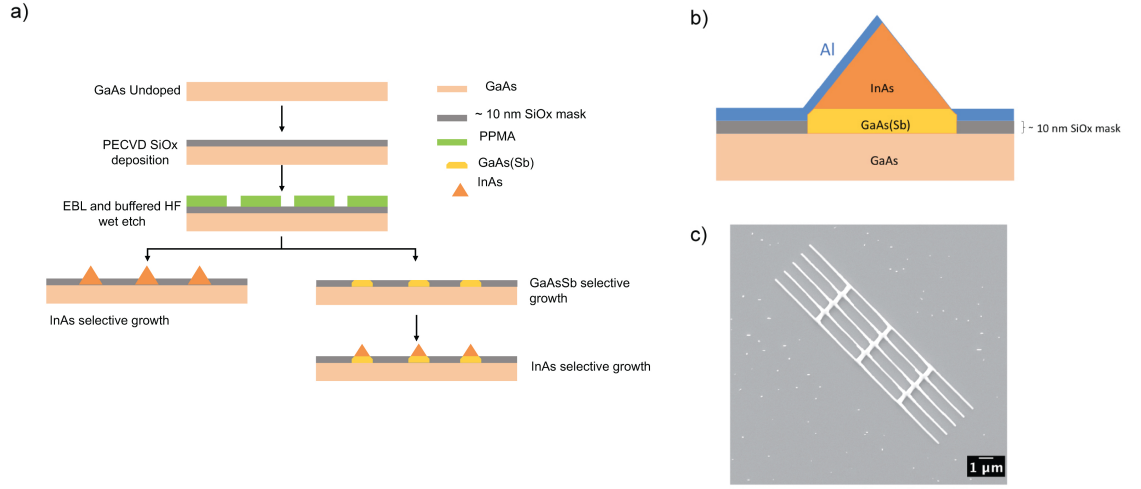 a)
GaAs Undoped
PECVD SiOx
deposition
EBL and buffered HF
wet etch
InAs selective growth
GaAsSb selective
growth
InAs selective growth
GaAs
~ 10 nm SiOx mask
PPMA
GaAs(Sb)
InAs
b)
Al
InAs
GaAs(Sb)
~ 10 nm SiOx mask
GaAs
c)
1 μm